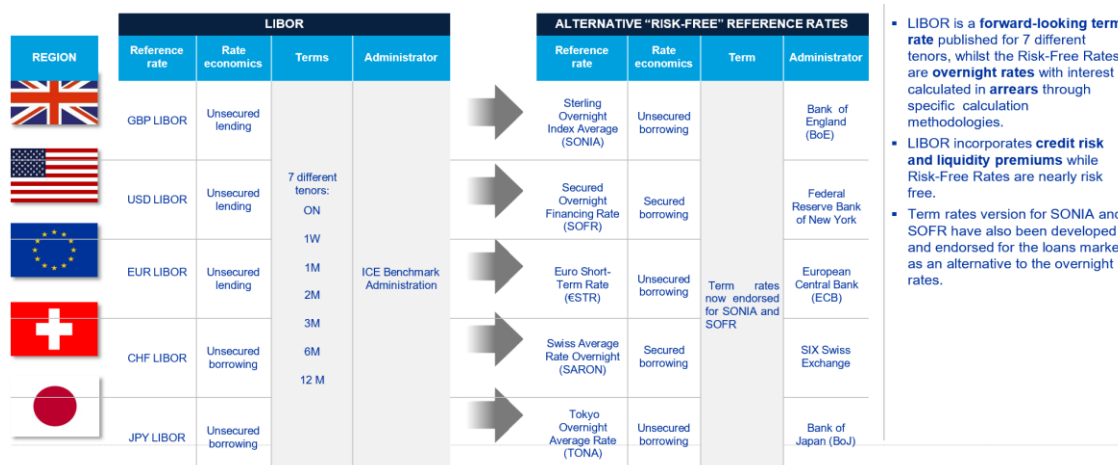 LIBOR
ALTERNATIVE "RISK-FREE" REFERENCE RATES
REGION
Reference
rate
Rate
economics
Terms
Administrator
Reference
rate
Rate
economics
Term
Administrator
GBP LIBOR
Unsecured
lending
Sterling
Overnight
Index Average
(SONIA)
Unsecured
borrowing
Bank of
England
(BoE)
USD LIBOR
Unsecured
lending
Secured
Overnight
Financing Rate
(SOFR)
Secured
borrowing
Federal
Reserve Bank
of New York
EUR LIBOR
Unsecured
lending
Euro Short-
Term Rate
(€STR)
Unsecured
borrowing
European
Central Bank
(ECB)
CHF LIBOR
Unsecured
borrowing
Swiss Average
Rate Overnight
(SARON)
Secured
borrowing
SIX Swiss
Exchange
JPY LIBOR
Unsecured
borrowing
Tokyo
Overnight
Average Rate
(TONA)
Unsecured
borrowing
Bank of
Japan (BoJ)
7 different
tenors:
ON
1W
1M
2M
3M
6M
12 M
ICE Benchmark
Administration
Term rates
now endorsed
for SONIA and
SOFR
▪ LIBOR is a forward-looking term
rate published for 7 different
tenors, whilst the Risk-Free Rates
are overnight rates with interest
calculated in arrears through
specific calculation
methodologies.
▪ LIBOR incorporates credit risk
and liquidity premiums while
Risk-Free Rates are nearly risk
free.
▪ Term rates version for SONIA and
SOFR have also been developed
and endorsed for the loans marke
as an alternative to the overnight
rates.